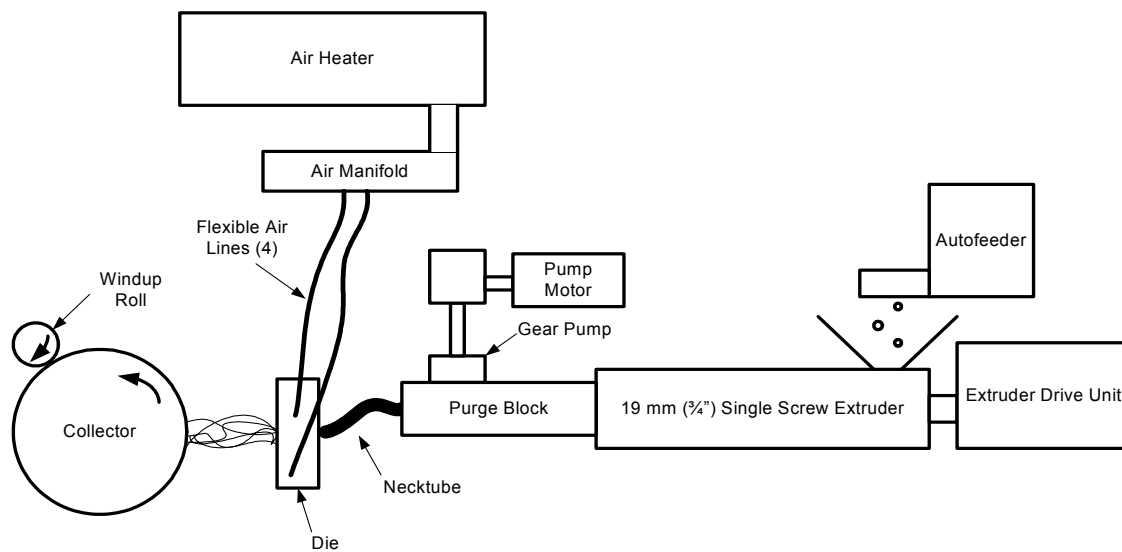 Air Heater
Air Manifold
Flexible Air
Lines (4)
Autofeeder
Pump
Motor
Windup
Roll
Gear Pump
Purge Block
19 mm (¾”) Single Screw Extruder
Extruder Drive Unit
Collector
Necktube
Die